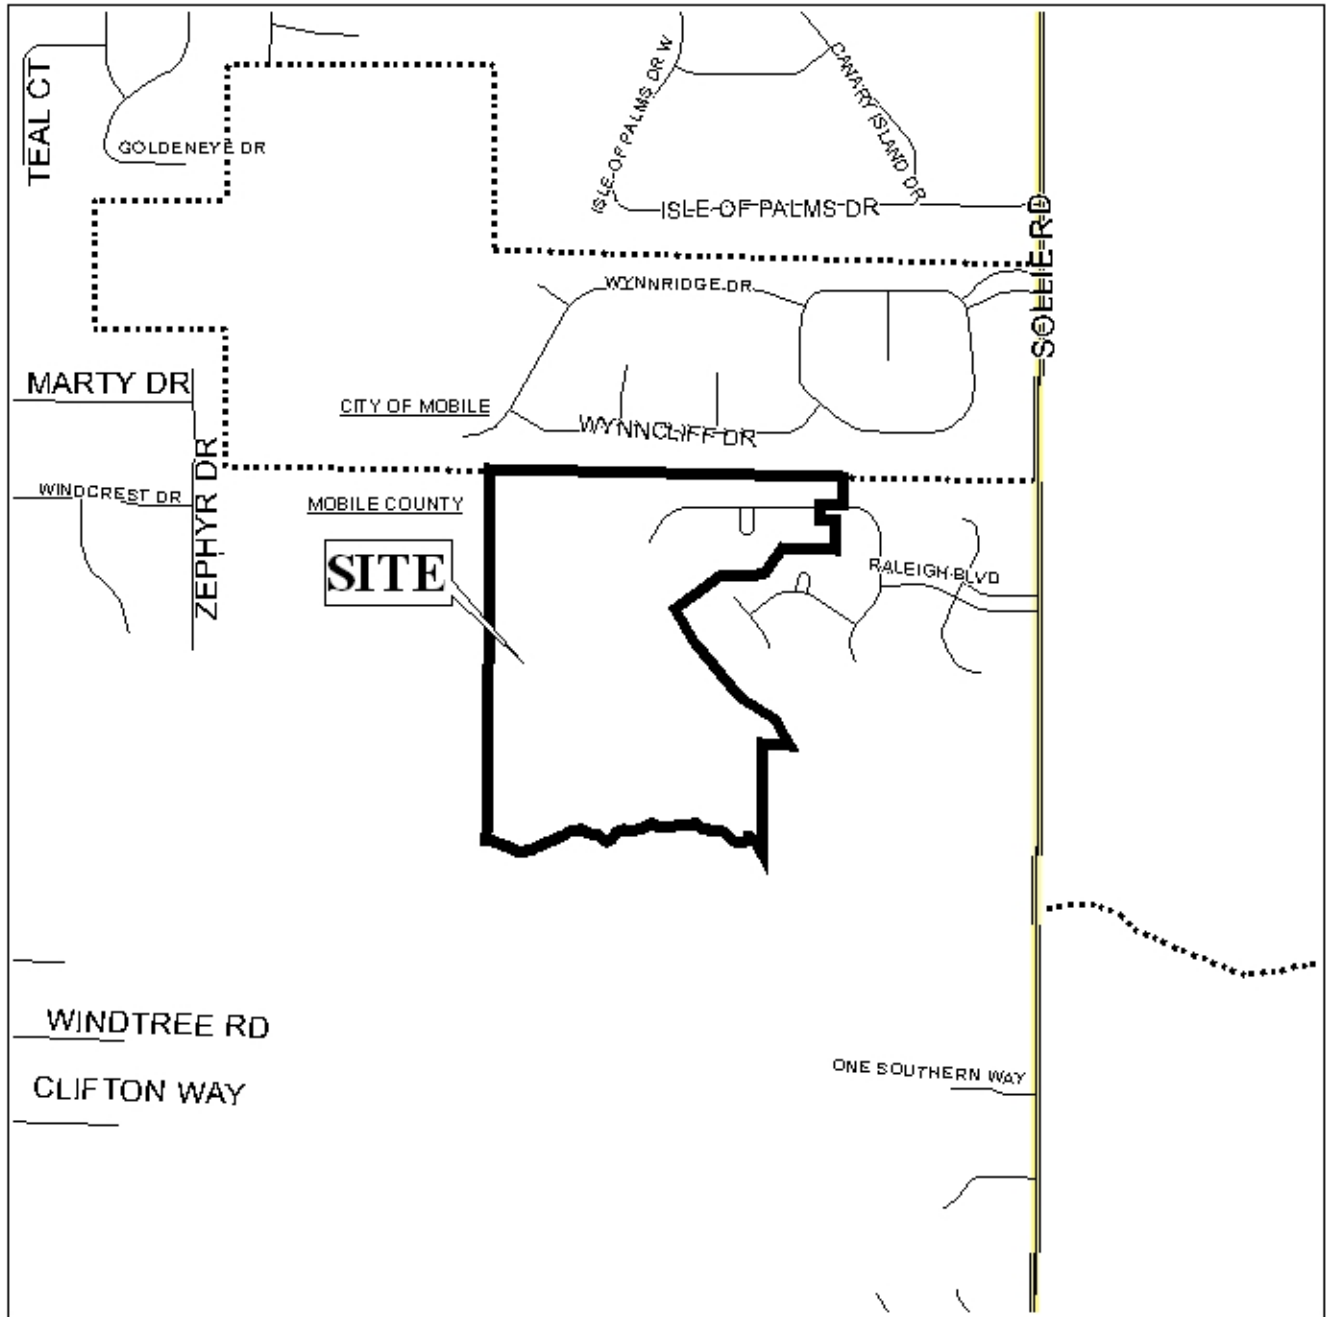 TEAL CT
GOLDENEYE DR
ISLE OF PALMS DR W
CANARY ISLAND DR
ISLE OF PALMS DR
SOLLIE RD
WYNNRIDGE DR
MARTY DR
CITY OF MOBILE
WYNNCLIFF DR
ZEPHYR DR
WINDCREST DR
MOBILE COUNTY
SITE
RALEIGH BLVD
WINDTREE RD
CLIFTON WAY
ONE SOUTHERN WAY